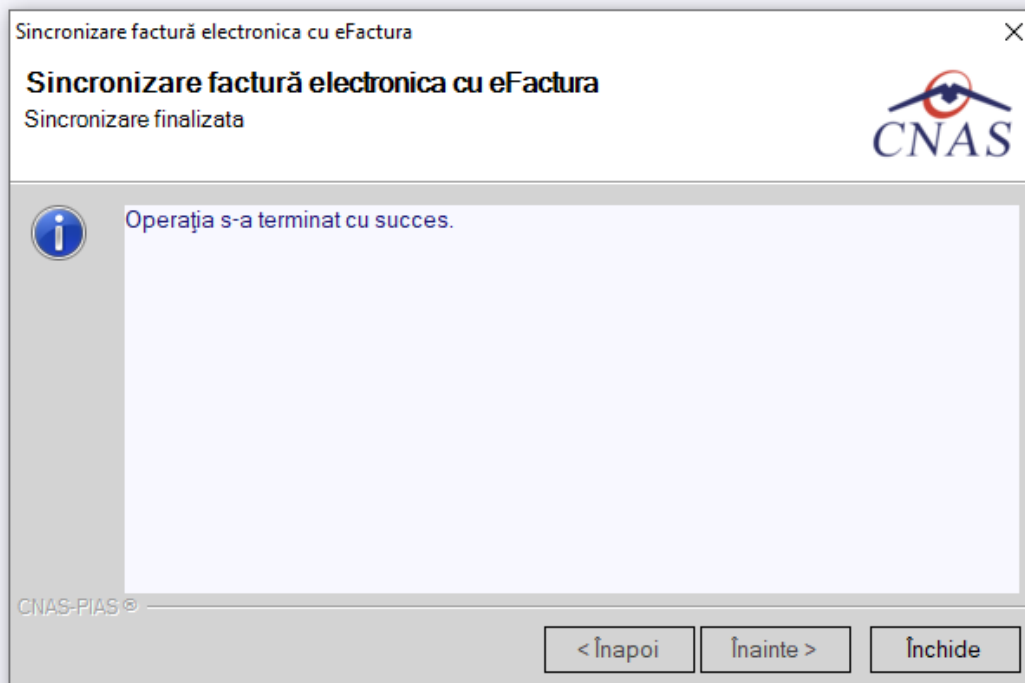 Sincronizare factură electronica cu eFactura
Sincronizare factură electronica cu eFactura
Sincronizare finalizata
CNAS
Operaţia s-a terminat cu succes.
CNAS-PIAS ®
< Înapoi
Înainte >
Închide